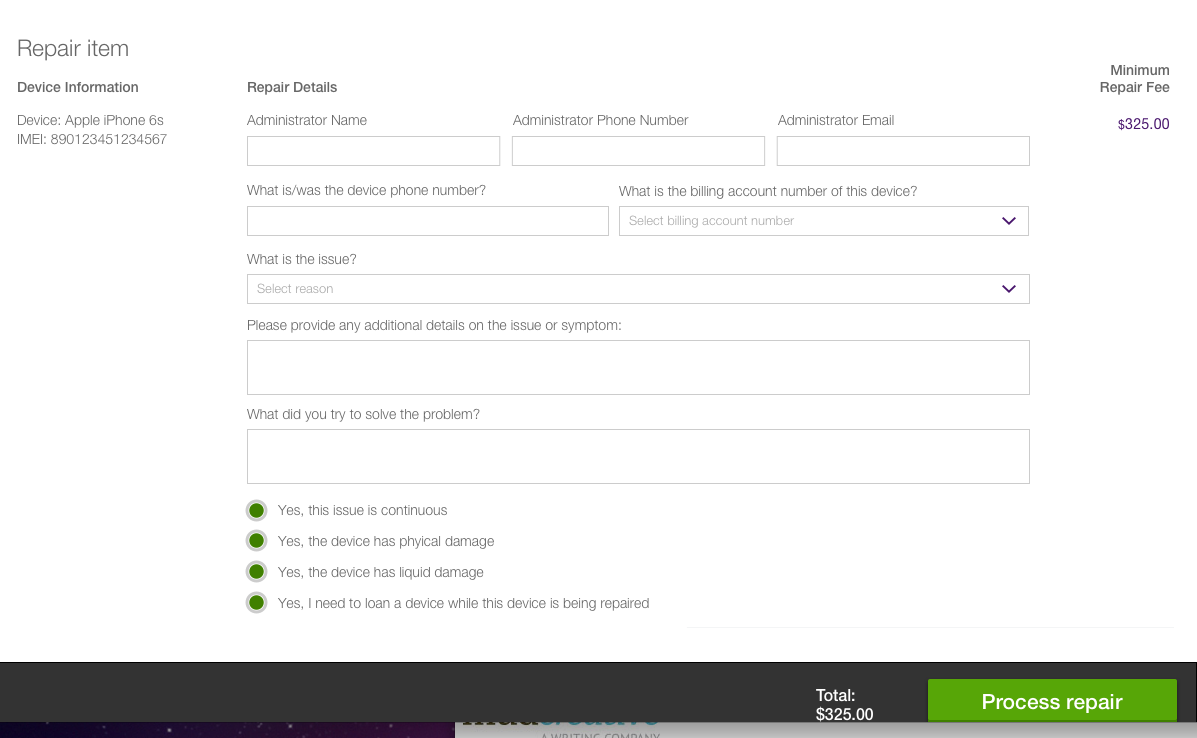 Repair item
Device Information
Repair Details
Minimum
Repair Fee
Device: Apple iPhone 6s
IMEI: 890123451234567
$325.00
Administrator Name
Administrator Phone Number
Administrator Email
What is/was the device phone number?
What is the billing account number of this device?
Select billing account number
What is the issue?
Select reason
Please provide any additional details on the issue or symptom:
What did you try to solve the problem?
Yes, this issue is continuous
Yes, the device has phyical damage
Yes, the device has liquid damage
Yes, I need to loan a device while this device is being repaired
Total:
$325.00
Process repair
A WRITING COMPANY